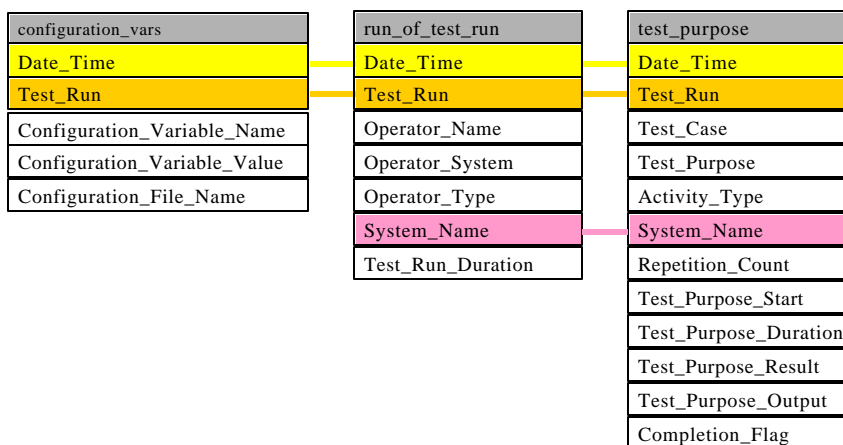 configuration_vars
Date_Time
Test_Run
Configuration_Variable_Name
Configuration_Variable_Value
Configuration_File_Name
run_of_test_run
Date_Time
Test_Run
Operator_Name
Operator_System
Operator_Type
System_Name
Test_Run_Duration
test_purpose
Date_Time
Test_Run
Test_Case
Test_Purpose
Activity_Type
System_Name
Repetition_Count
Test_Purpose_Start
Test_Purpose_Duration
Test_Purpose_Result
Test_Purpose_Output
Completion_Flag